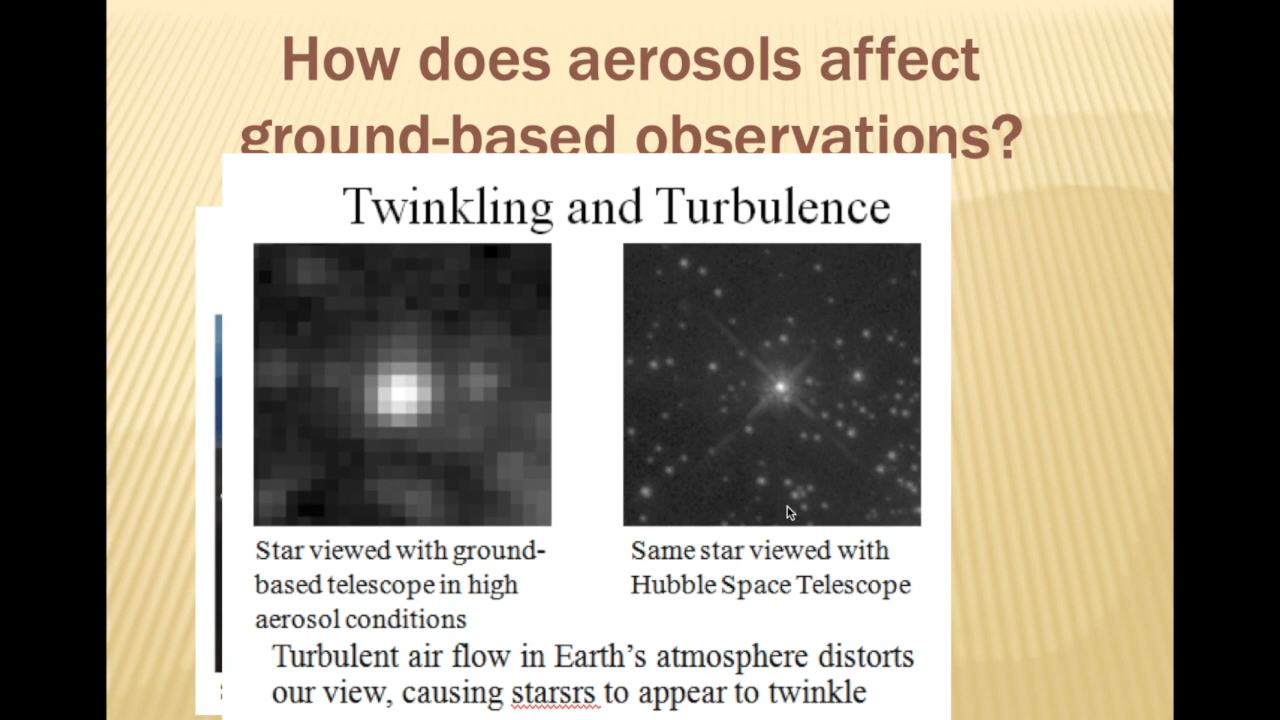 How does aerosols affect
ground-based observations?
Twinkling and Turbulence
Star viewed with ground-
based telescope in high
aerosol conditions
Same star viewed with
Hubble Space Telescope
Turbulent air flow in Earth’s atmosphere distorts
our view, causing starsrs to appear to twinkle